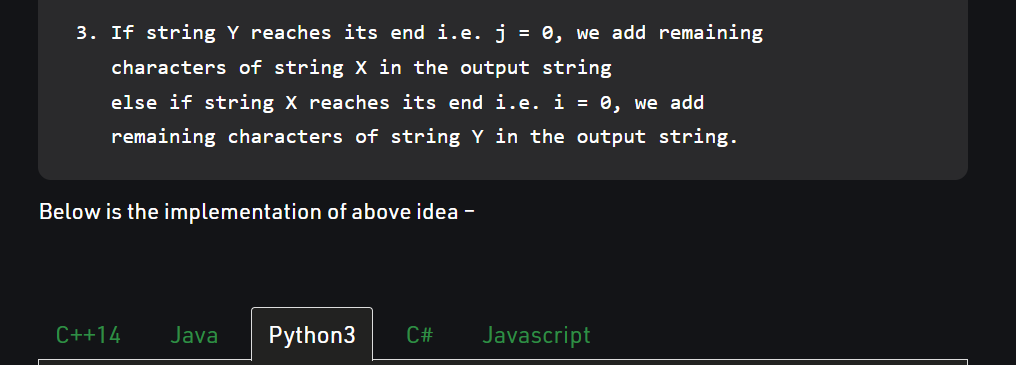 3. If string Y reaches its end i.e. j = 0, we add remaining
characters of string X in the output string
else if string X reaches its end i.e. i = 0, we add
remaining characters of string Y in the output string.
Below is the implementation of above idea –
C++14 Java Python3 C# Javascript